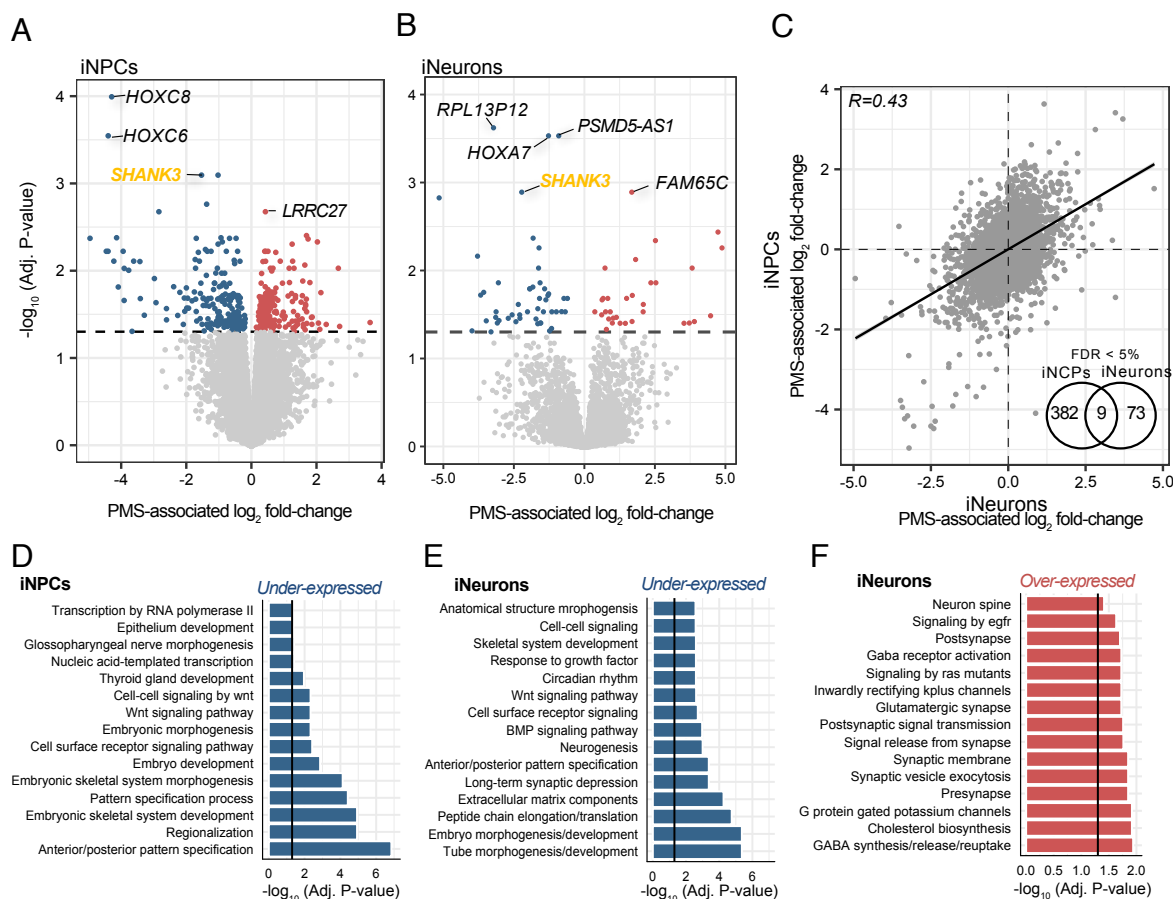 A
iNPCs
-log10 (Adj. P-value)
4
3
2
1
0
HOXC8
HOXC6
SHANK3
LRRC27
-4
-2
0
2
4
PMS-associated log2 fold-change
B
iNeurons
4
3
2
1
0
RPL13P12
PSMD5-AS1
HOXA7
SHANK3
FAM65C
-5.0
-2.5
0.0
2.5
5.0
PMS-associated log2 fold-change
C
R=0.43
iNPCs
PMS-associated log2 fold-change
4
2
0
-2
-4
FDR < 5%
iNCPs
iNeurons
382
9
73
-5.0
-2.5
0.0
2.5
5.0
iNeurons
PMS-associated log2 fold-change
D
iNPCs
Under-expressed
Transcription by RNA polymerase II
Epithelium development
Glossopharyngeal nerve morphogenesis
Nucleic acid-templated transcription
Thyroid gland development
Cell-cell signaling by wnt
Wnt signaling pathway
Embryonic morphogenesis
Cell surface receptor signaling pathway
Embryo development
Embryonic skeletal system morphogenesis
Pattern specification process
Embryonic skeletal system development
Regionalization
Anterior/posterior pattern specification
0
2
4
6
-log10 (Adj. P-value)
E
iNeurons
Under-expressed
Anatomical structure mrophogensis
Cell-cell signaling
Skeletal system development
Response to growth factor
Circadian rhythm
Wnt signaling pathway
Cell surface receptor signaling
BMP signaling pathway
Neurogenesis
Anterior/posterior pattern specification
Long-term synaptic depression
Extracellular matrix components
Peptide chain elongation/translation
Embryo morphogenesis/development
Tube morphogenesis/development
0
2
4
6
-log10 (Adj. P-value)
F
iNeurons
Over-expressed
Neuron spine
Signaling by egfr
Postsynapse
Gaba receptor activation
Signaling by ras mutants
Inwardly rectifying kplus channels
Glutamergic synapse
Postsynaptic signal transmission
Signal release from synapse
Synaptic membrane
Synaptic vesicle exocytosis
Presynapse
G protein gated potassium channels
Cholesterol biosynthesis
GABA synthesis/release/reuptake
0.0
0.5
1.0
1.5
2.0
-log10 (Adj. P-value)